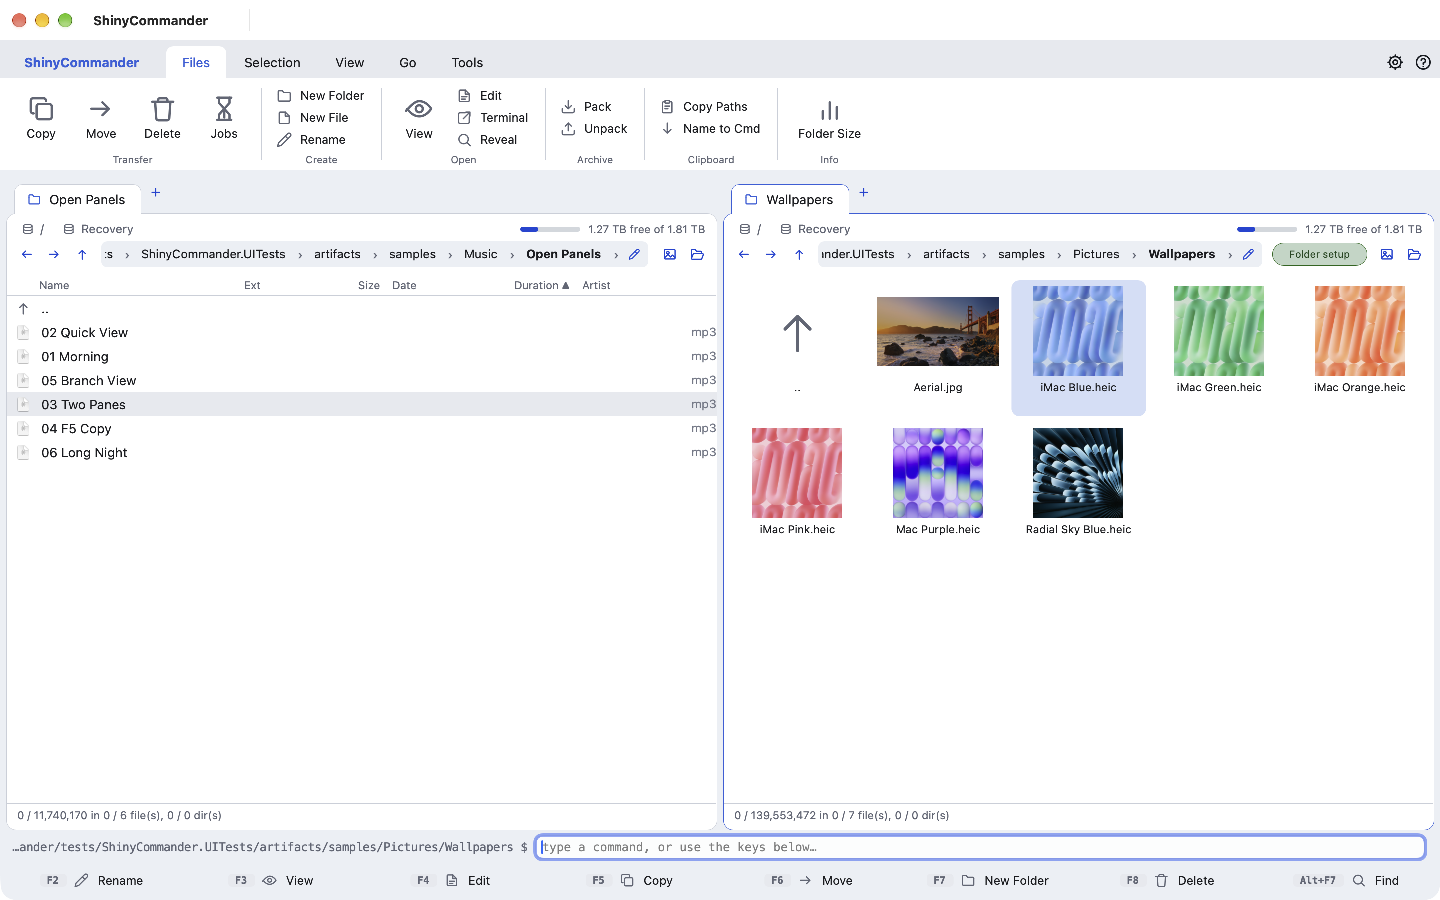 ShinyCommander
ShinyCommander Files Selection View Go Tools
Copy Move Delete Jobs
Transfer
New Folder
New File
Rename
Create
View
Edit
Terminal
Reveal
Open
Pack
Unpack
Archive
Copy Paths
Name to Cmd
Clipboard
Folder Size
Info
Open Panels +
/ Recovery 1.27 TB free of 1.81 TB
:s › ShinyCommander.UITests › artifacts › samples › Music › Open Panels ›
Name Ext Size Date Duration ▲ Artist
..
02 Quick View mp3
01 Morning mp3
05 Branch View mp3
03 Two Panes mp3
04 F5 Copy mp3
06 Long Night mp3
0 / 11,740,170 in 0 / 6 file(s), 0 / 0 dir(s)
Wallpapers +
/ Recovery 1.27 TB free of 1.81 TB
ander.UITests › artifacts › samples › Pictures › Wallpapers › Folder setup
.. Aerial.jpg iMac Blue.heic iMac Green.heic iMac Orange.heic
iMac Pink.heic Mac Purple.heic Radial Sky Blue.heic
0 / 139,553,472 in 0 / 7 file(s), 0 / 0 dir(s)
…ander/tests/ShinyCommander.UITests/artifacts/samples/Pictures/Wallpapers $ type a command, or use the keys below…
F2 Rename F3 View F4 Edit F5 Copy F6 Move F7 New Folder F8 Delete Alt+F7 Find